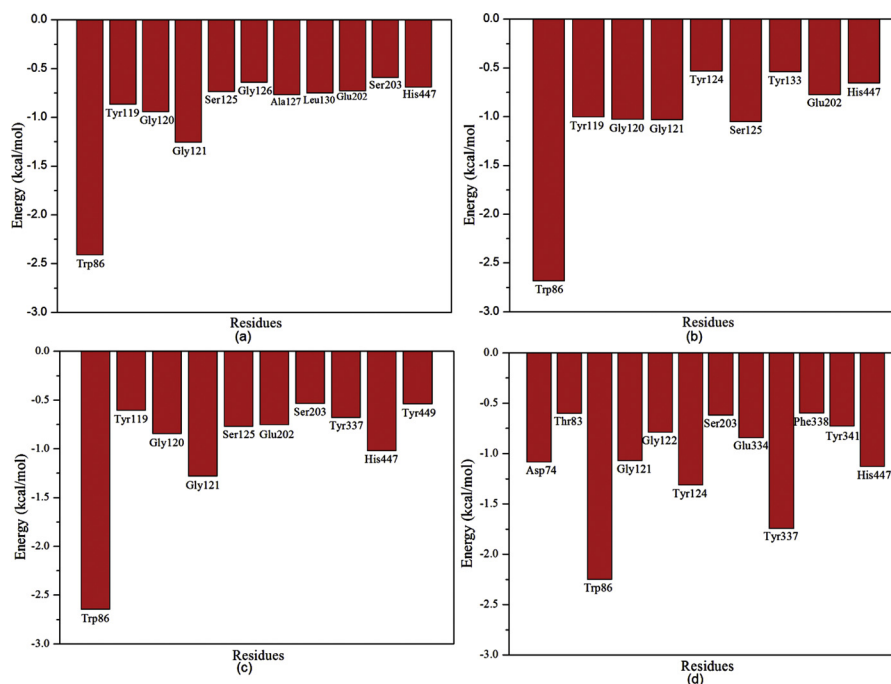 0.0
-0.5
-1.0
-1.5
-2.0
-2.5
-3.0
Energy (kcal/mol)
Trp86
Tyr119
Gly120
Gly121
Ser125
Gly126
Ala127
Leu130
Glu202
Ser203
His447
Residues
(a)
0.0
-0.5
-1.0
-1.5
-2.0
-2.5
-3.0
Energy (kcal/mol)
Trp86
Tyr119
Gly120
Gly121
Tyr124
Ser125
Tyr133
Glu202
His447
Residues
(b)
0.0
-0.5
-1.0
-1.5
-2.0
-2.5
-3.0
Energy (kcal/mol)
Trp86
Tyr119
Gly120
Gly121
Ser125
Glu202
Ser203
Tyr337
His447
Tyr449
Residues
(c)
0.0
-0.5
-1.0
-1.5
-2.0
-2.5
-3.0
Energy (kcal/mol)
Asp74
Thr83
Trp86
Gly121
Gly122
Tyr124
Ser203
Glu334
Tyr337
Phe338
Tyr341
His447
Residues
(d)